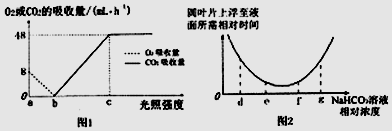 O₂或CO₂的吸收量/(mL·h⁻¹)
48
8
0
a b c 光照强度
O₂吸收量
CO₂吸收量
图1
圆叶片上浮至液
面所需相对时间
0
d e f g NaHCO₃溶液
相对浓度
图2